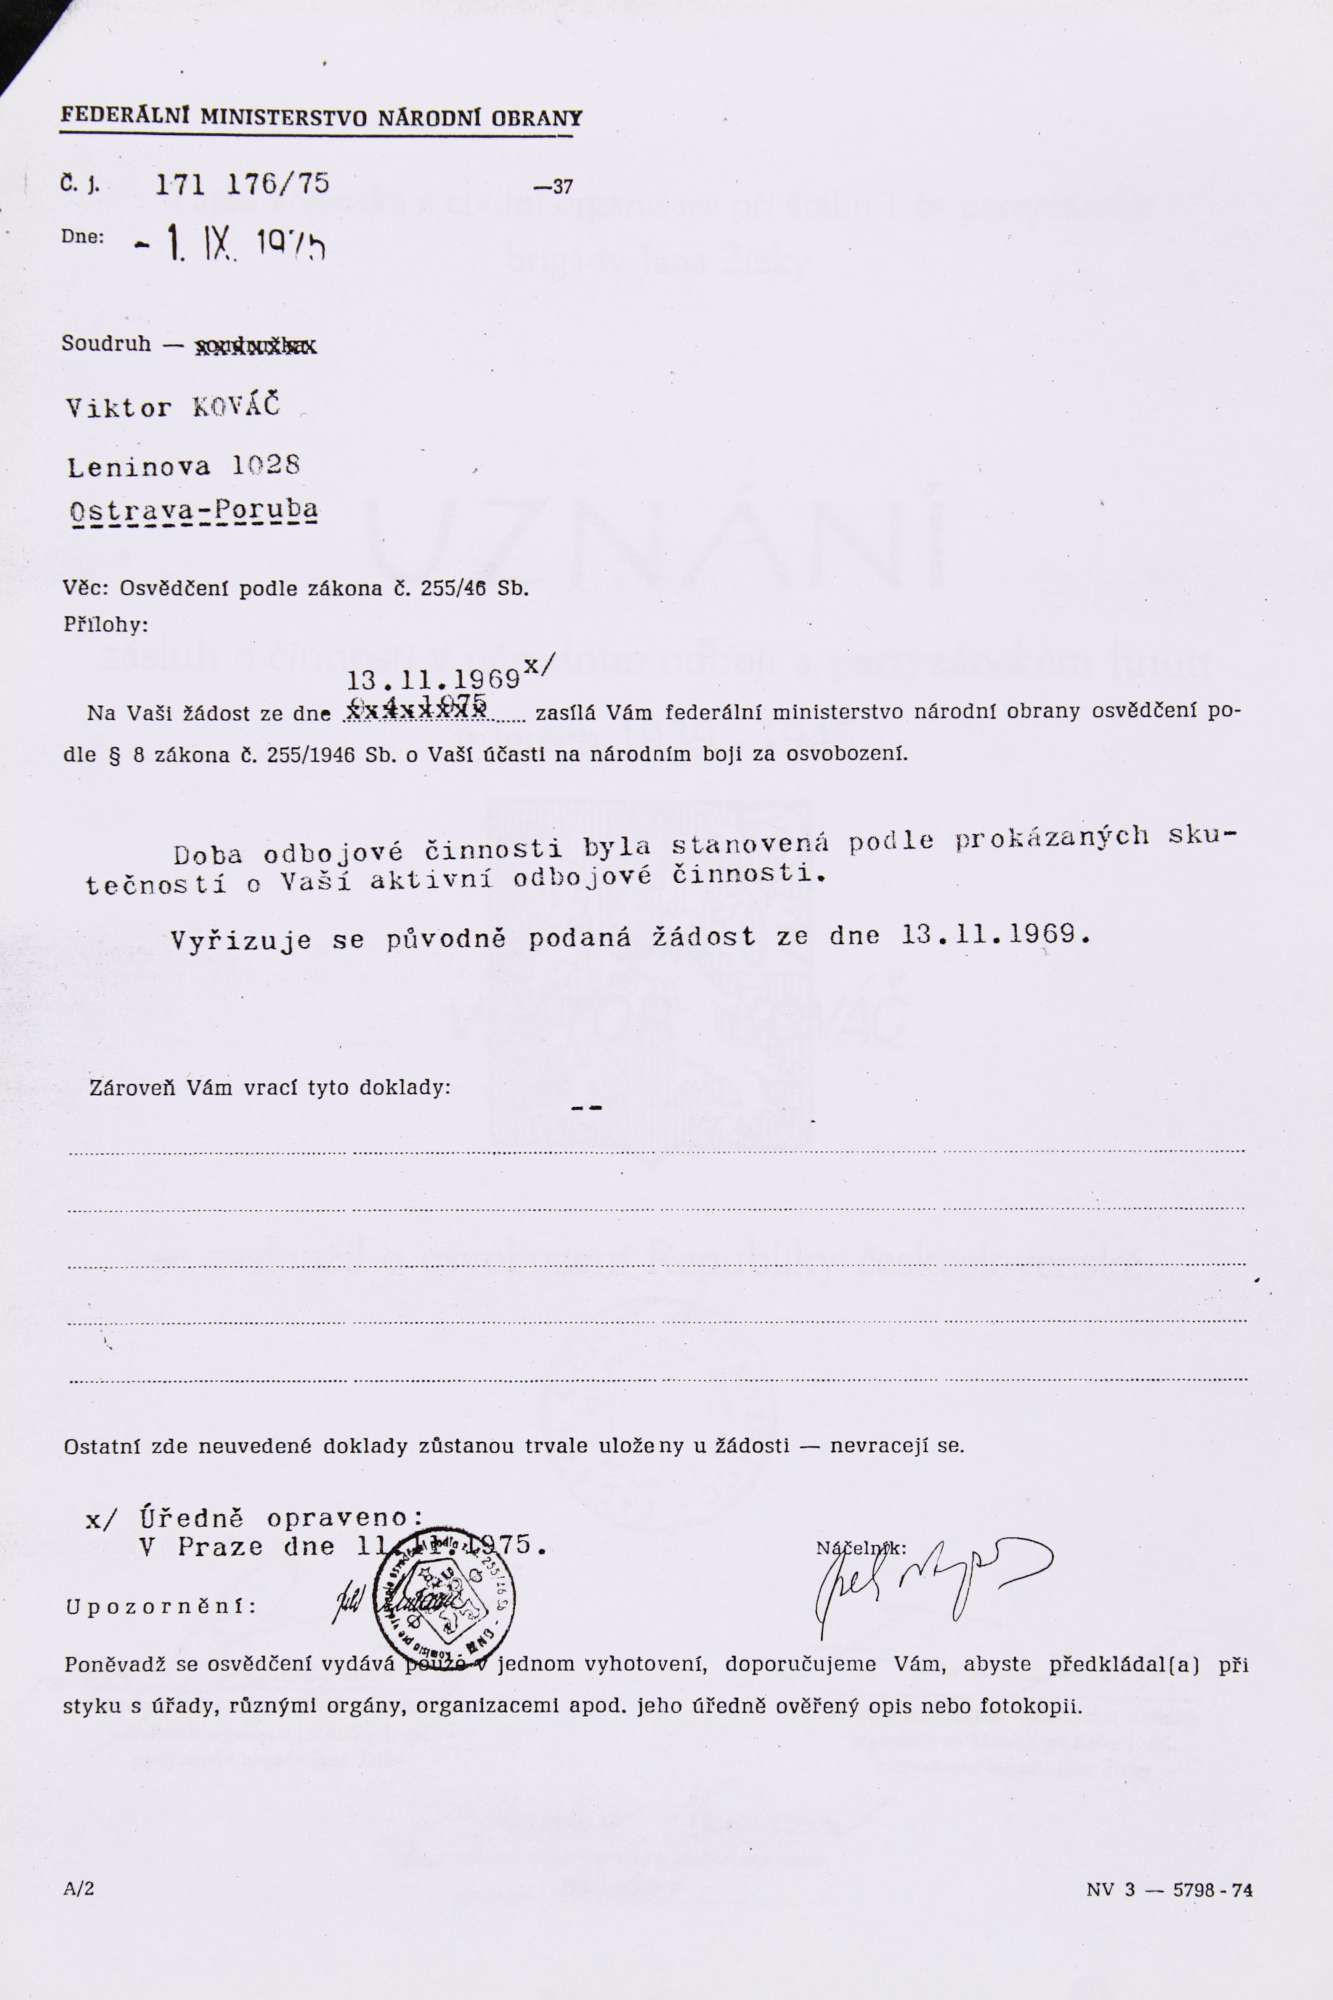 FEDERÁLNÍ MINISTERSTVO NÁRODNÍ OBRANY
Č. j. 171 176/75 —37
Dne: - 1. IX. 1975
Soudruh — soudružka
Viktor KOVÁČ
Leninova 1028
Ostrava-Poruba
Věc: Osvědčení podle zákona č. 255/46 Sb.
Přílohy:
13.11.1969 x/
Na Vaši žádost ze dne 9.4.1975 zasílá Vám federální ministerstvo národní obrany osvědčení po-
dle § 8 zákona č. 255/1946 Sb. o Vaší účasti na národním boji za osvobození.
Doba odbojové činnosti byla stanovená podle prokázaných sku-
tečností o Vaší aktivní odbojové činnosti.
Vyřizuje se původně podaná žádost ze dne 13.11.1969.
Zároveň Vám vrací tyto doklady:
--
Ostatní zde neuvedené doklady zůstanou trvale uloženy u žádosti — nevracejí se.
x/ Úředně opraveno:
V Praze dne 11.11.1975.
Náčelník:
Upozornění:
Poněvadž se osvědčení vydává pouze v jednom vyhotovení, doporučujeme Vám, abyste předkládal(a) při
styku s úřady, různými orgány, organizacemi apod. jeho úředně ověřený opis nebo fotokopii.
A/2 NV 3 — 5798 - 74